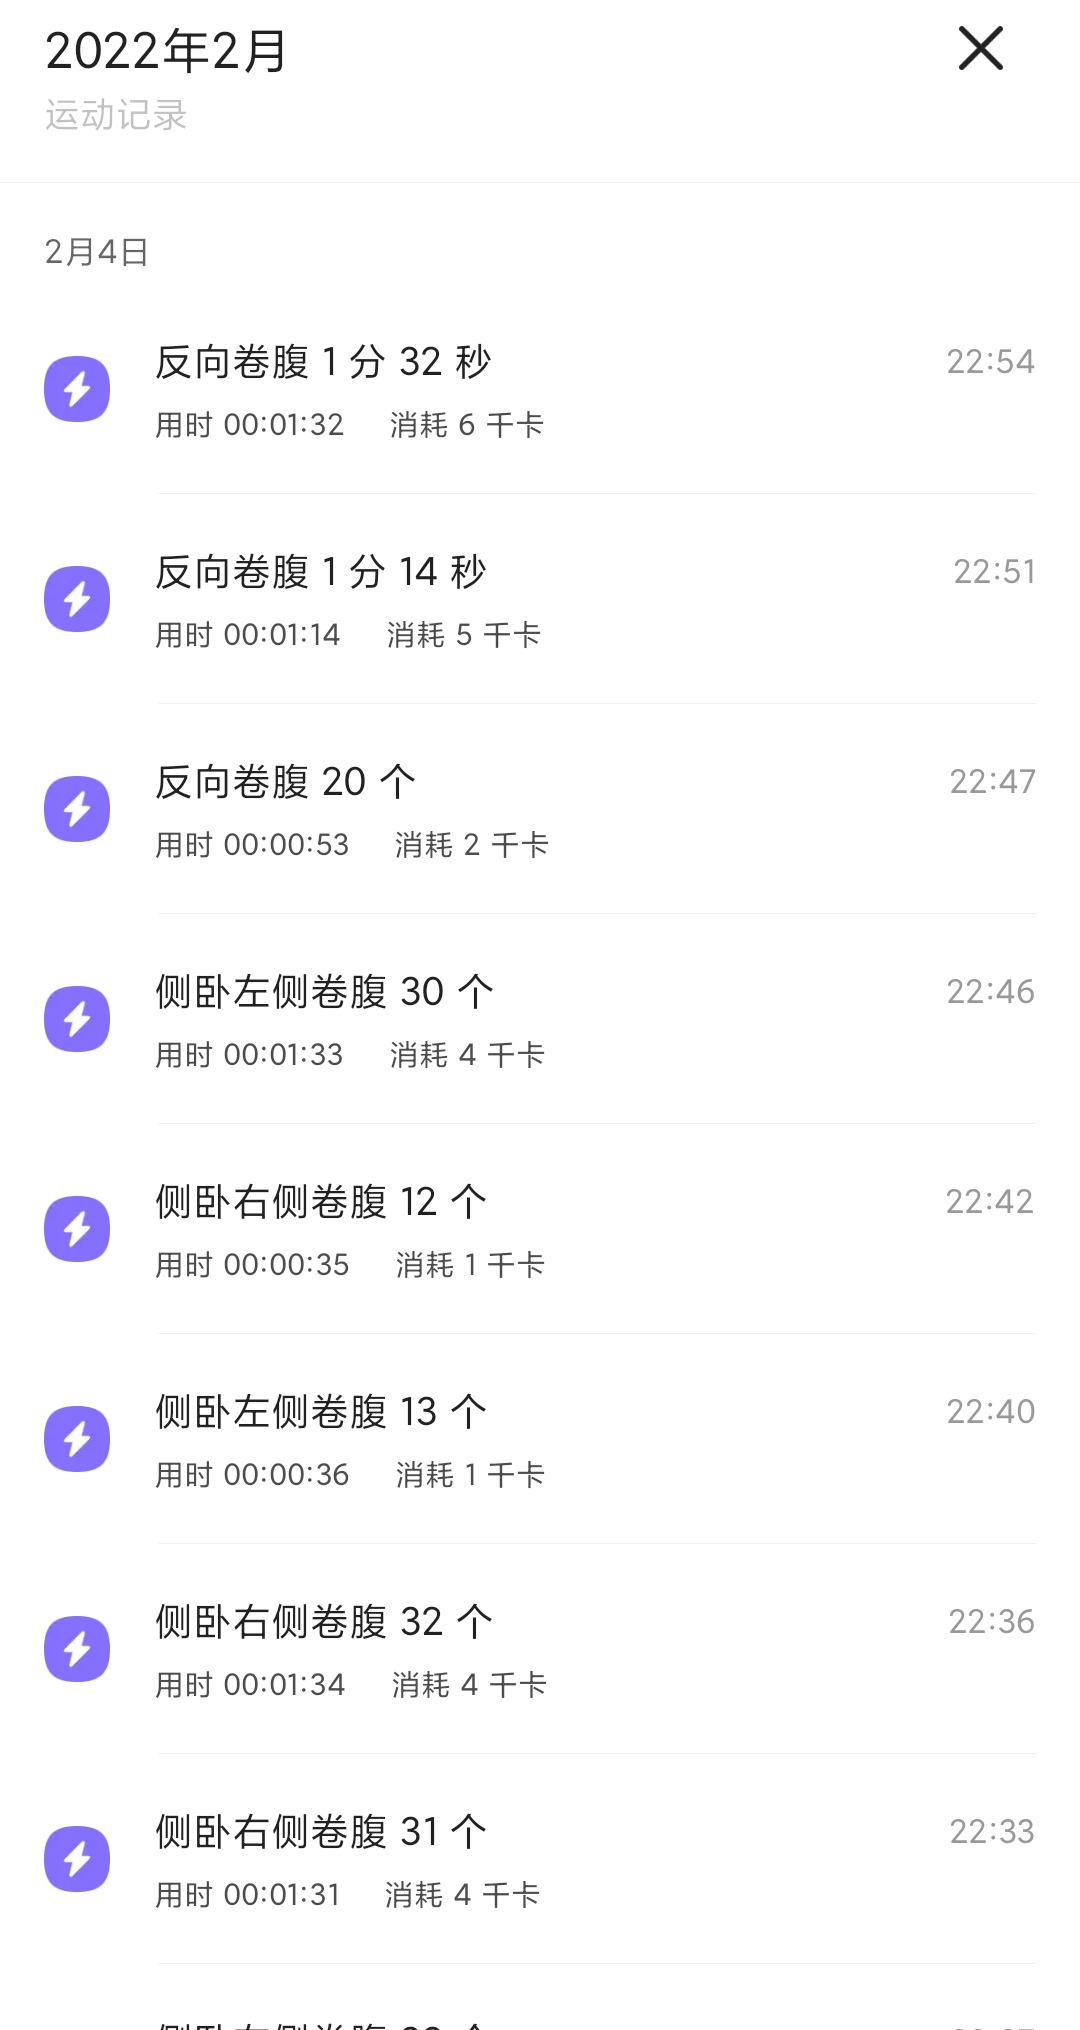 2022年2月
运动记录
2月4日
反向卷腹 1 分 32 秒 22:54
用时 00:01:32 消耗 6 千卡
反向卷腹 1 分 14 秒 22:51
用时 00:01:14 消耗 5 千卡
反向卷腹 20 个 22:47
用时 00:00:53 消耗 2 千卡
侧卧左侧卷腹 30 个 22:46
用时 00:01:33 消耗 4 千卡
侧卧右侧卷腹 12 个 22:42
用时 00:00:35 消耗 1 千卡
侧卧左侧卷腹 13 个 22:40
用时 00:00:36 消耗 1 千卡
侧卧右侧卷腹 32 个 22:36
用时 00:01:34 消耗 4 千卡
侧卧右侧卷腹 31 个 22:33
用时 00:01:31 消耗 4 千卡